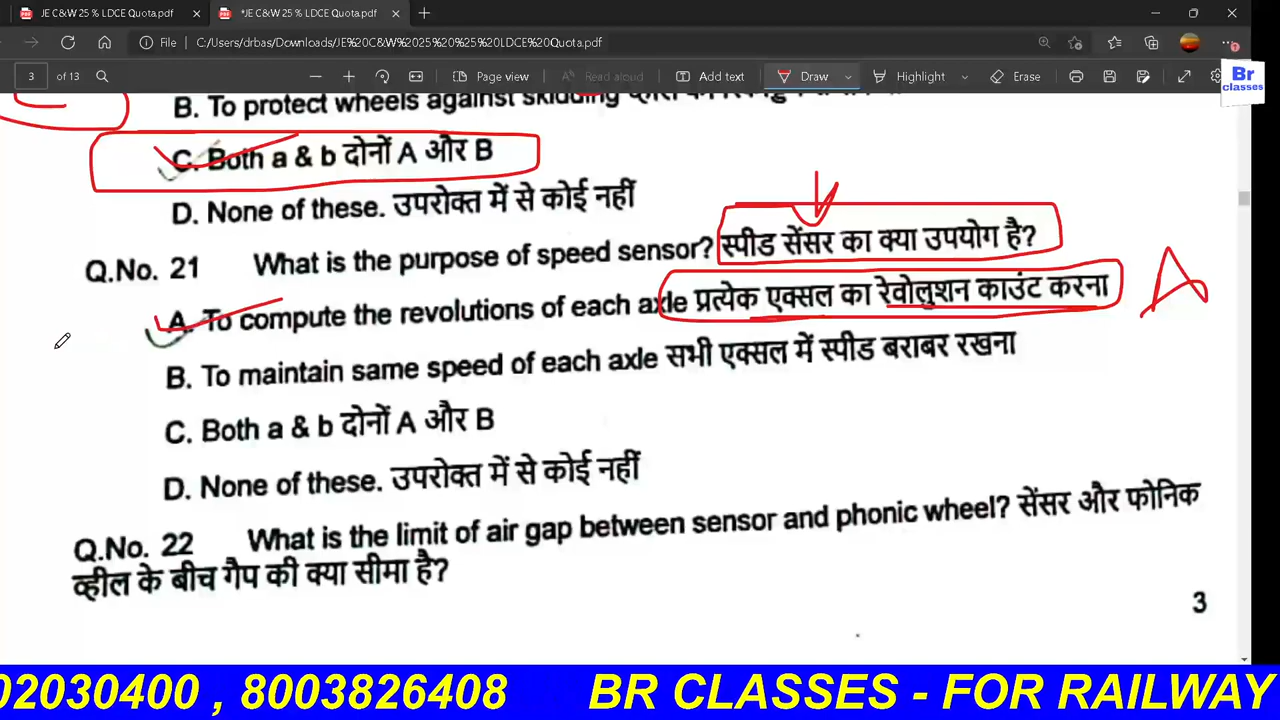 JE C&W 25 % LDCE Quota.pdf
*JE C&W 25 % LDCE Quota.pdf
File C:/Users/drbas/Downloads/JE%20C&W%2025%20%25%20LDCE%20Quota.pdf
3 of 13 Page view Read aloud Add text Draw Highlight Erase
Br
classes
B. To protect wheels against skidding
C. Both a & b दोनों A और B
D. None of these. उपरोक्त में से कोई नहीं
Q.No. 21 What is the purpose of speed sensor? स्पीड सेंसर का क्या उपयोग है?
A. To compute the revolutions of each axle प्रत्येक एक्सल का रेवोलुशन काउंट करना
A
B. To maintain same speed of each axle सभी एक्सल में स्पीड बराबर रखना
C. Both a & b दोनों A और B
D. None of these. उपरोक्त में से कोई नहीं
Q.No. 22 What is the limit of air gap between sensor and phonic wheel? सेंसर और फोनिक
व्हील के बीच गैप की क्या सीमा है?
3
02030400 , 8003826408 BR CLASSES - FOR RAILWAY